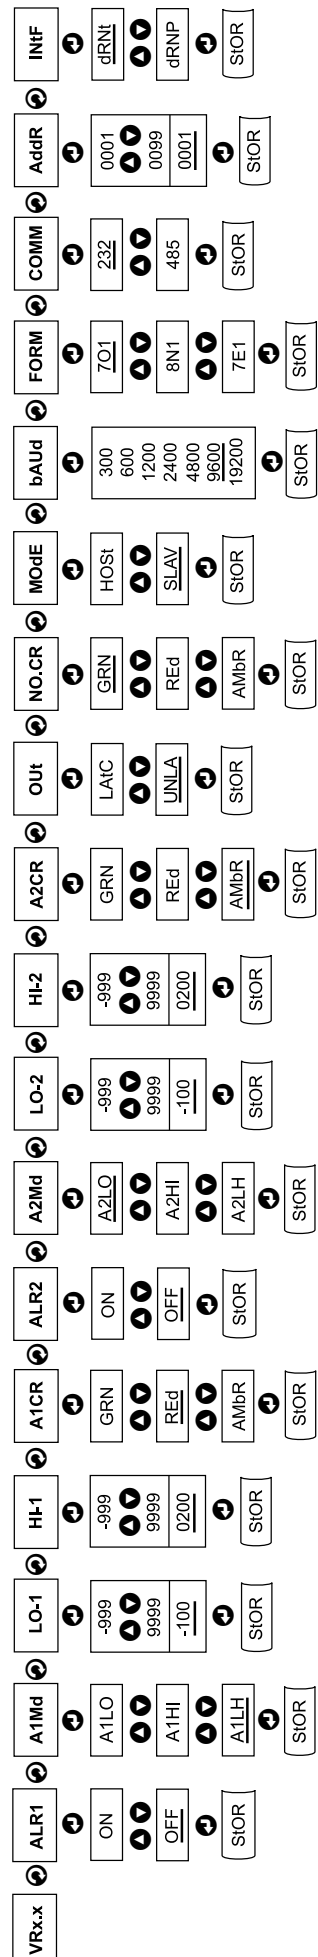 VRx.x
ALR1
ON
OFF
StOR
A1Md
A1LO
A1HI
A1LH
StOR
LO-1
-999
9999
-100
StOR
HI-1
-999
9999
0200
StOR
A1CR
GRN
REd
AMbR
StOR
ALR2
ON
OFF
StOR
A2Md
A2LO
A2HI
A2LH
StOR
LO-2
-999
9999
-100
StOR
HI-2
-999
9999
0200
StOR
A2CR
GRN
REd
AMbR
StOR
OUt
LAtC
UNLA
StOR
NO.CR
GRN
REd
AMbR
StOR
MOdE
HOSt
SLAV
StOR
bAUd
300
600
1200
2400
4800
9600
19200
StOR
FORM
7O1
8N1
7E1
StOR
COMM
232
485
StOR
AddR
0001
0099
0001
StOR
INtF
dRNt
dRNP
StOR